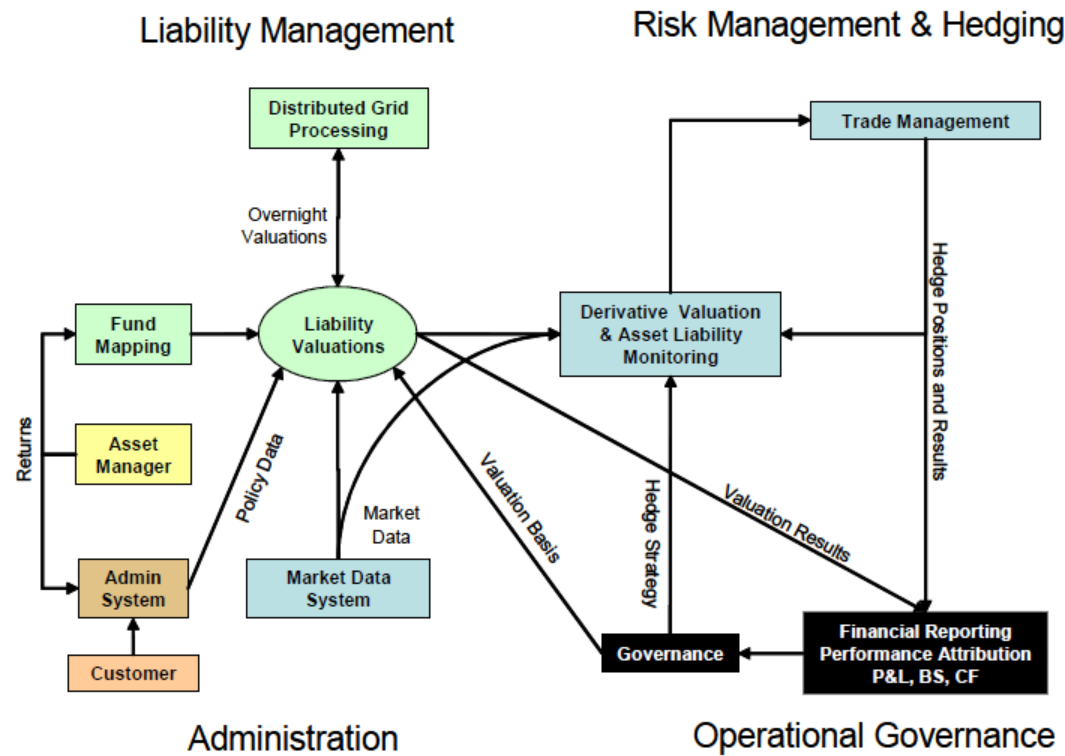 Liability Management
Risk Management & Hedging
Distributed Grid
Processing
Trade Management
Overnight
Valuations
Hedge Positions and Results
Fund
Mapping
Liability
Valuations
Derivative Valuation
& Asset Liability
Monitoring
Returns
Asset
Manager
Policy Data
Market
Data
Valuation Basis
Hedge Strategy
Valuation Results
Admin
System
Market Data
System
Customer
Governance
Financial Reporting
Performance Attribution
P&L, BS, CF
Administration
Operational Governance